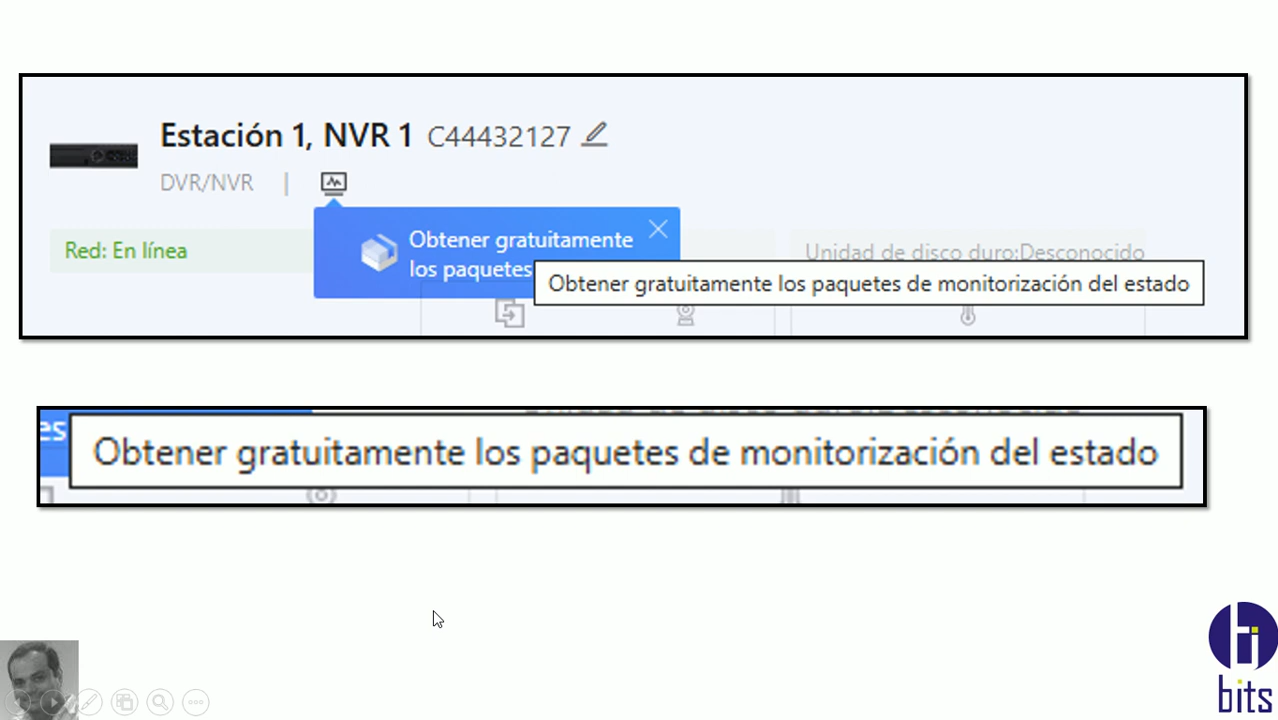 Estación 1, NVR 1 C44432127
DVR/NVR |
Red: En línea
Obtener gratuitamente
los paquetes
Unidad de disco duro:Desconocido
Obtener gratuitamente los paquetes de monitorización del estado
es
Obtener gratuitamente los paquetes de monitorización del estado
bits